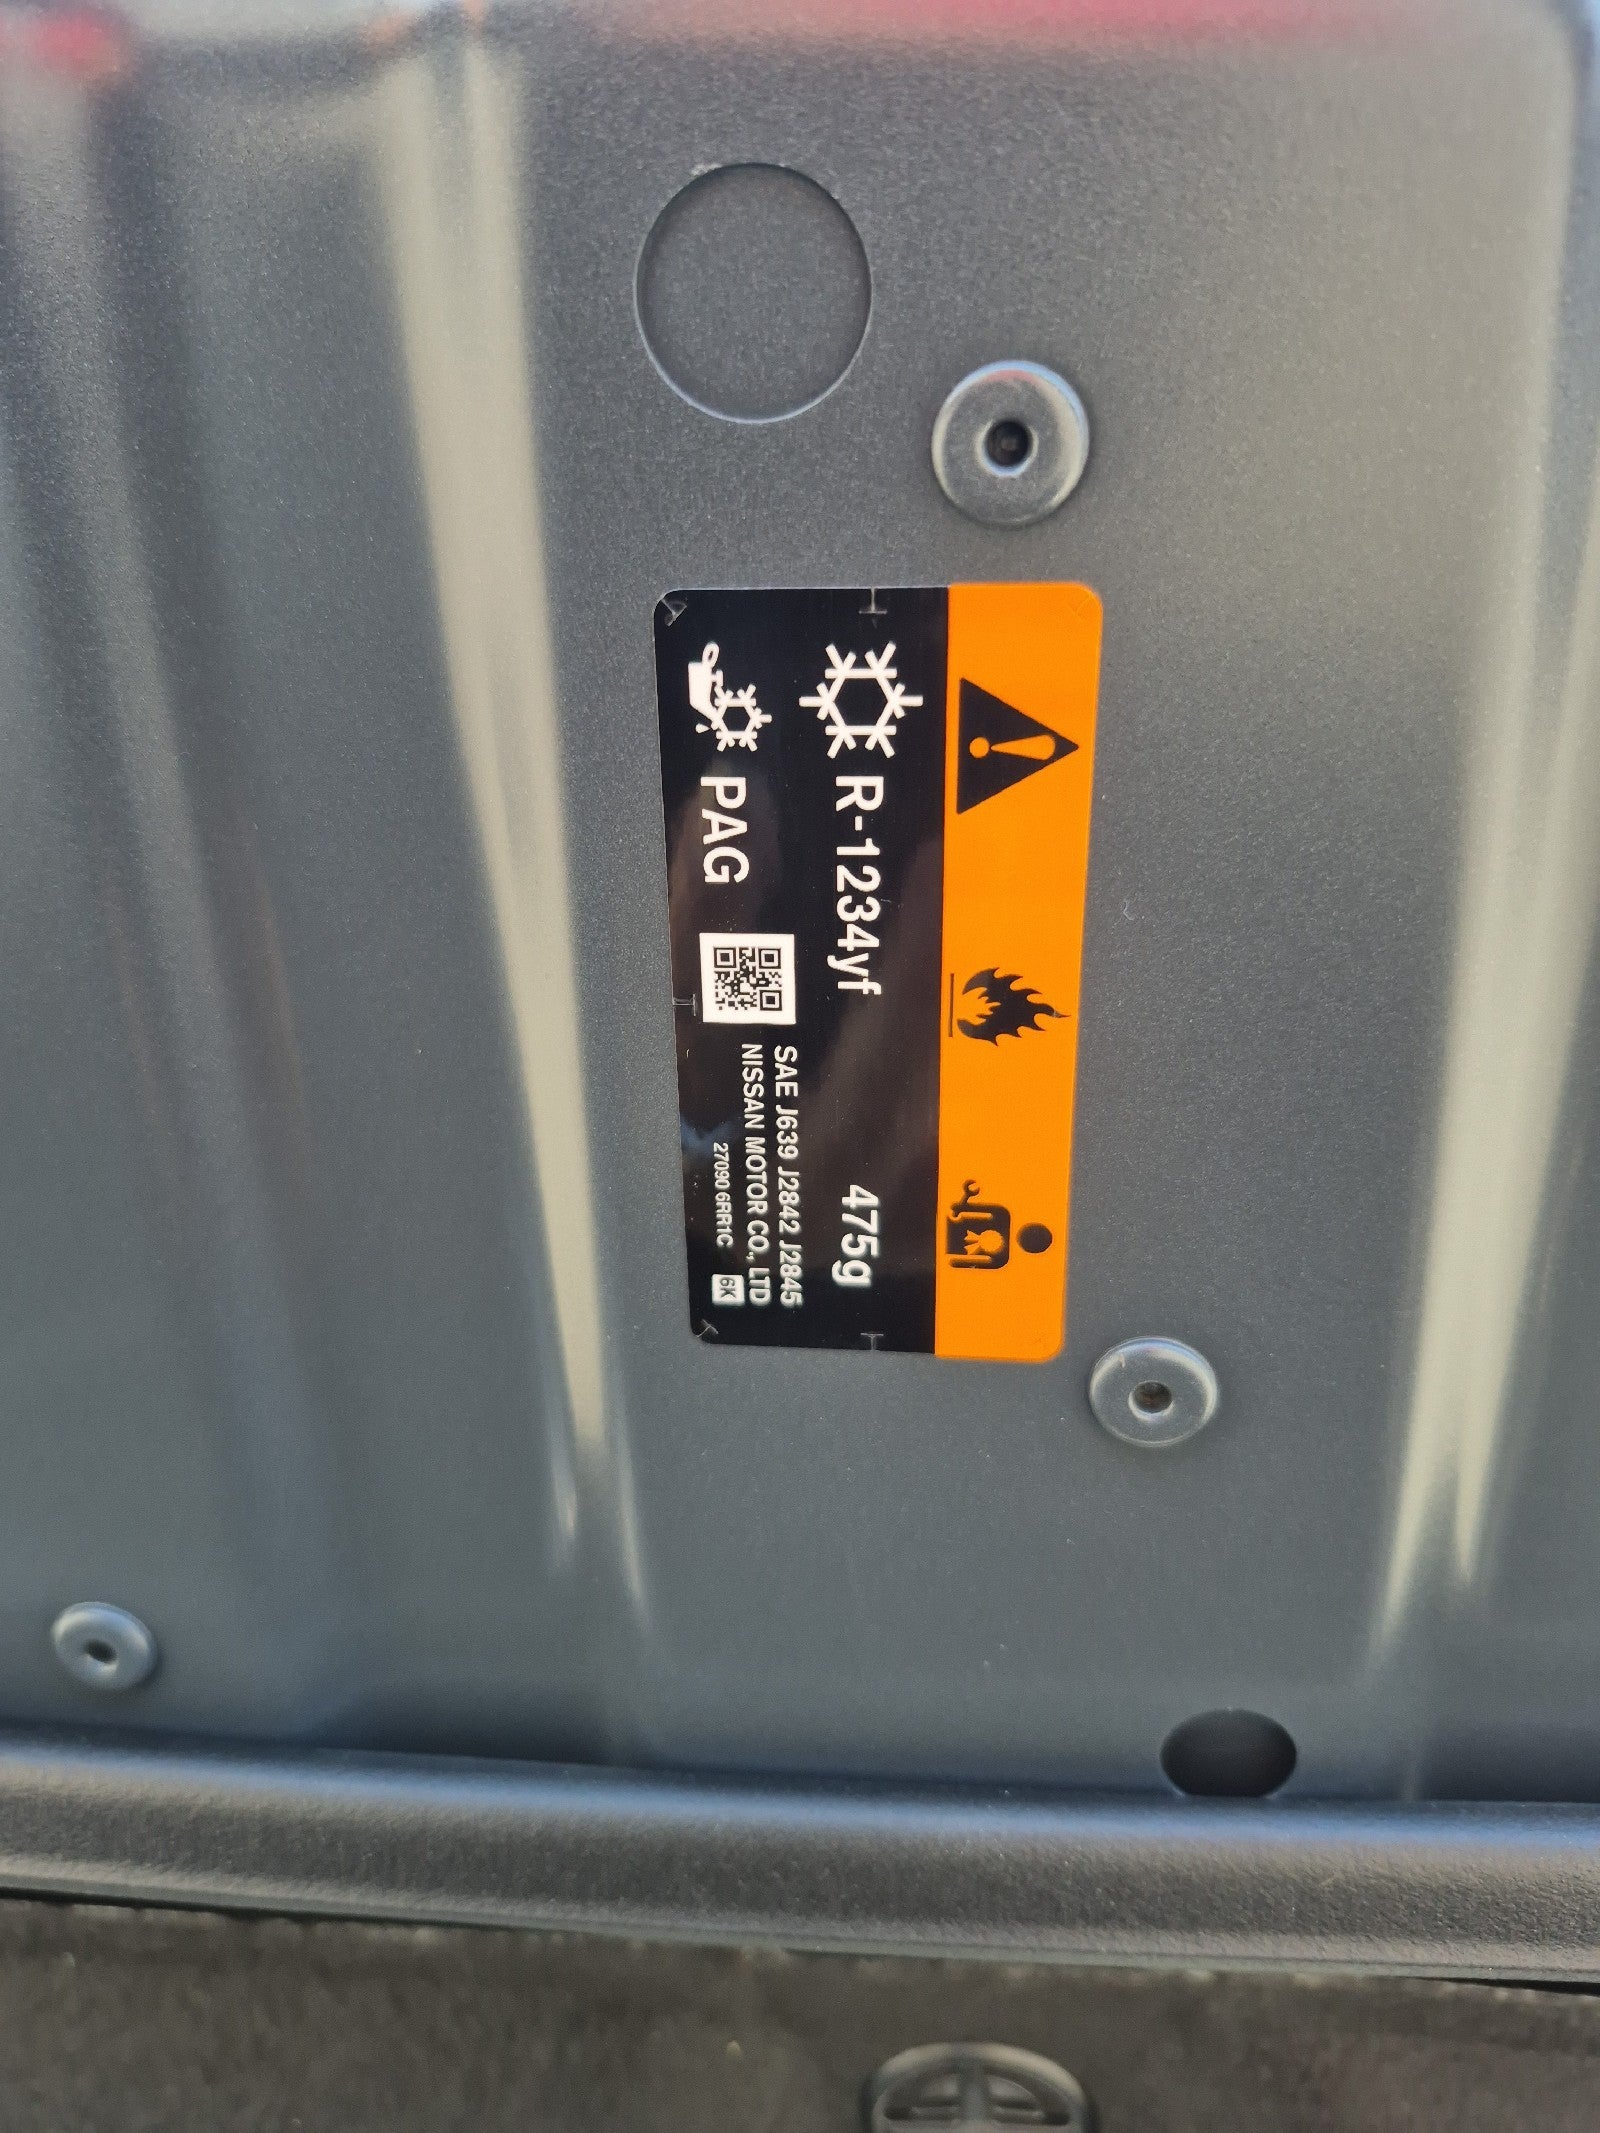 R-1234yf 475g
PAG
SAE J639 J2842 J2845
NISSAN MOTOR CO., LTD
27090 6RR1C 6K